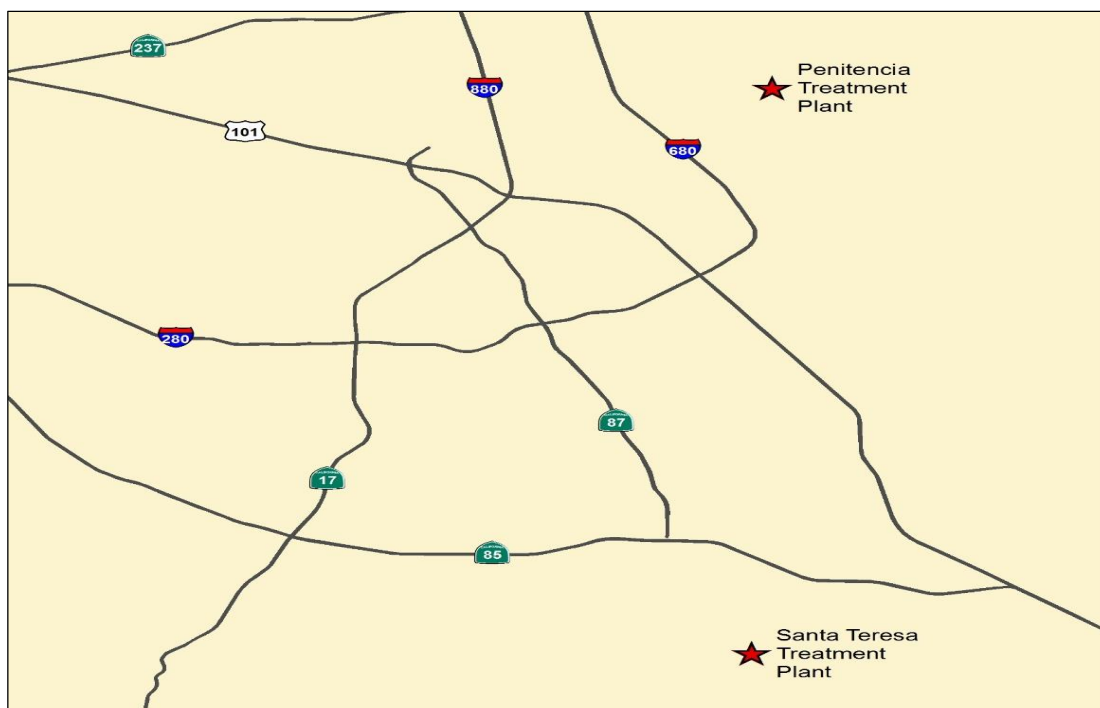 237
880
Penitencia
Treatment
Plant
101
680
280
87
17
85
Santa Teresa
Treatment
Plant